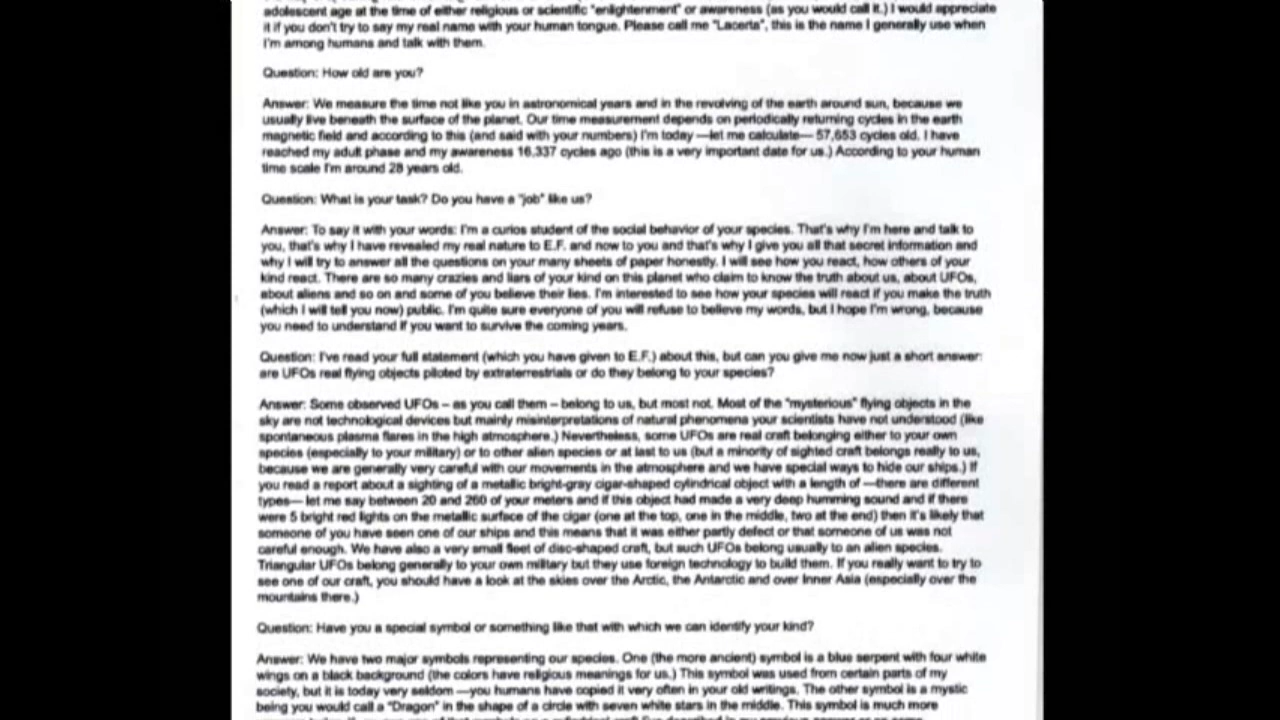 adolescent age at the time of either religious or scientific "enlightenment" or awareness (as you would call it.) I would appreciate
it if you don't try to say my real name with your human tongue. Please call me "Lacerta", this is the name I generally use when
I'm among humans and talk with them.
Question: How old are you?
Answer: We measure the time not like you in astronomical years and in the revolving of the earth around sun, because we
usually live beneath the surface of the planet. Our time measurement depends on periodically returning cycles in the earth
magnetic field and according to this (and said with your numbers) I'm today —let me calculate— 57,653 cycles old. I have
reached my adult phase and my awareness 16,337 cycles ago (this is a very important date for us.) According to your human
time scale I'm around 28 years old.
Question: What is your task? Do you have a "job" like us?
Answer: To say it with your words: I'm a curios student of the social behavior of your species. That's why I'm here and talk to
you, that's why I have revealed my real nature to E.F. and now to you and that's why I give you all that secret information and
why I will try to answer all the questions on your many sheets of paper honestly. I will see how you react, how others of your
kind react. There are so many crazies and liars of your kind on this planet who claim to know the truth about us, about UFOs,
about aliens and so on and some of you believe their lies. I'm interested to see how your species will react if you make the truth
(which I will tell you now) public. I'm quite sure everyone of you will refuse to believe my words, but I hope I'm wrong, because
you need to understand if you want to survive the coming years.
Question: I've read your full statement (which you have given to E.F.) about this, but can you give me now just a short answer:
are UFOs real flying objects piloted by extraterrestrials or do they belong to your species?
Answer: Some observed UFOs – as you call them – belong to us, but most not. Most of the "mysterious" flying objects in the
sky are not technological devices but mainly misinterpretations of natural phenomena your scientists have not understood (like
spontaneous plasma flares in the high atmosphere.) Nevertheless, some UFOs are real craft belonging either to your own
species (especially to your military) or to other alien species or at last to us (but a minority of sighted craft belongs really to us,
because we are generally very careful with our movements in the atmosphere and we have special ways to hide our ships.) If
you read a report about a sighting of a metallic bright-gray cigar-shaped cylindrical object with a length of —there are different
types— let me say between 20 and 260 of your meters and if this object had made a very deep humming sound and if there
were 5 bright red lights on the metallic surface of the cigar (one at the top, one in the middle, two at the end) then it's likely that
someone of you have seen one of our ships and this means that it was either partly defect or that someone of us was not
careful enough. We have also a very small fleet of disc-shaped craft, but such UFOs belong usually to an alien species.
Triangular UFOs belong generally to your own military but they use foreign technology to build them. If you really want to try to
see one of our craft, you should have a look at the skies over the Arctic, the Antarctic and over Inner Asia (especially over the
mountains there.)
Question: Have you a special symbol or something like that with which we can identify your kind?
Answer: We have two major symbols representing our species. One (the more ancient) symbol is a blue serpent with four white
wings on a black background (the colors have religious meanings for us.) This symbol was used from certain parts of my
society, but it is today very seldom —you humans have copied it very often in your old writings. The other symbol is a mystic
being you would call a "Dragon" in the shape of a circle with seven white stars in the middle. This symbol is much more